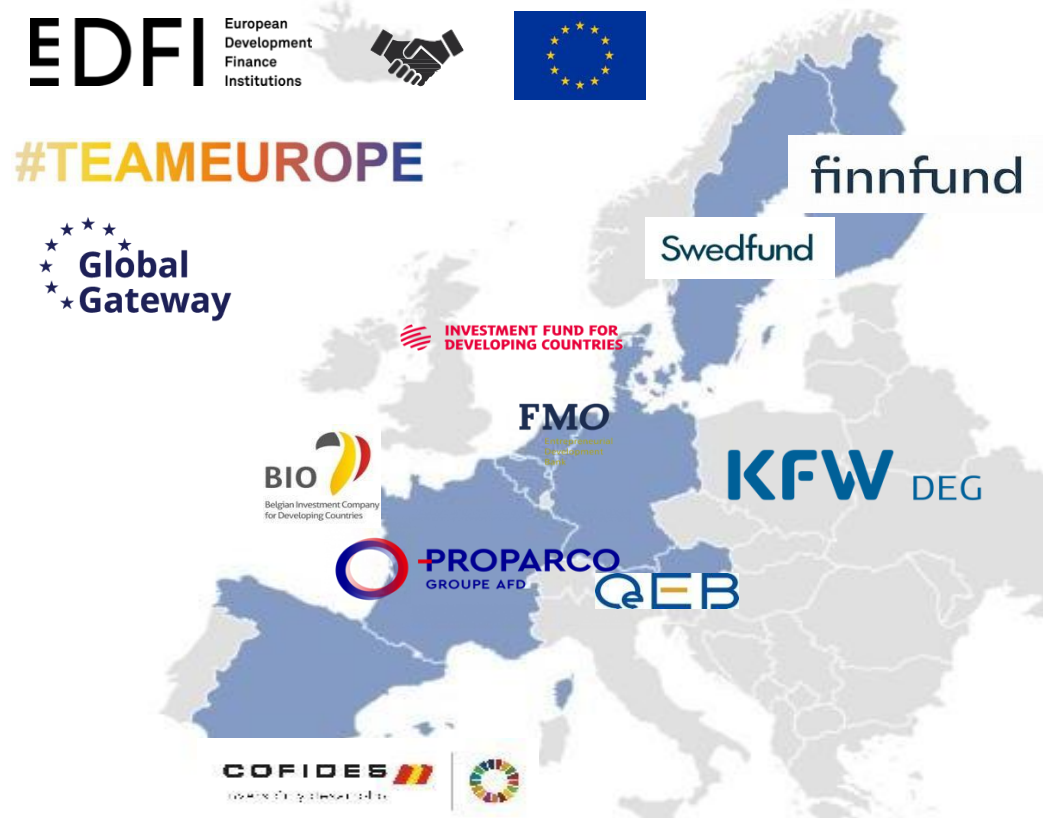 EDFI
European
Development
Finance
Institutions
#TEAMEUROPE
finnfund
Global
Gateway
Swedfund
INVESTMENT FUND FOR
DEVELOPING COUNTRIES
FMO
BIO
Belgian Investment Company
for Developing Countries
KFW DEG
PROPARCO
GROUPE AFD
OeEB
COFIDES